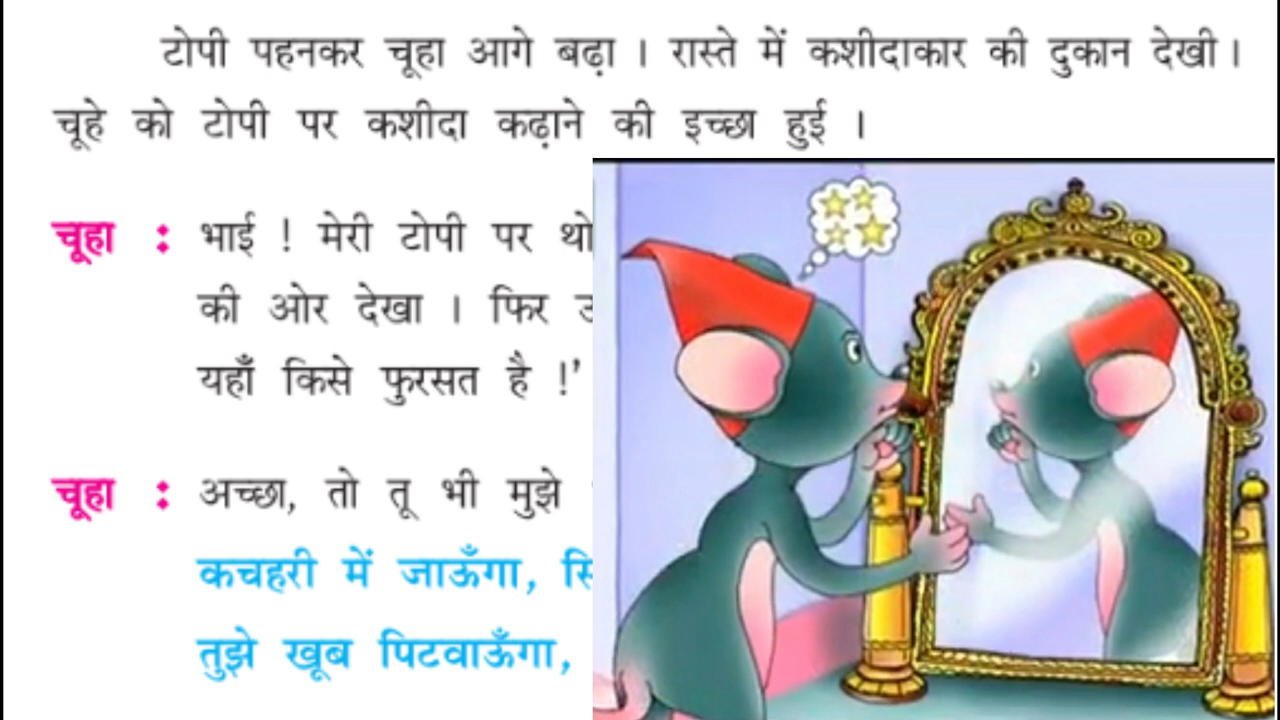 टोपी पहनकर चूहा आगे बढ़ा । रास्ते में कशीदाकार की दुकान देखी ।
चूहे को टोपी पर कशीदा कढ़ाने की इच्छा हुई ।
चूहा : भाई ! मेरी टोपी पर
की ओर देखा । फिर
यहाँ किसे फुरसत है !’
चूहा : अच्छा, तो तू भी मुझे
कचहरी में जाऊँगा,
तुझे खूब पिटवाऊँगा,